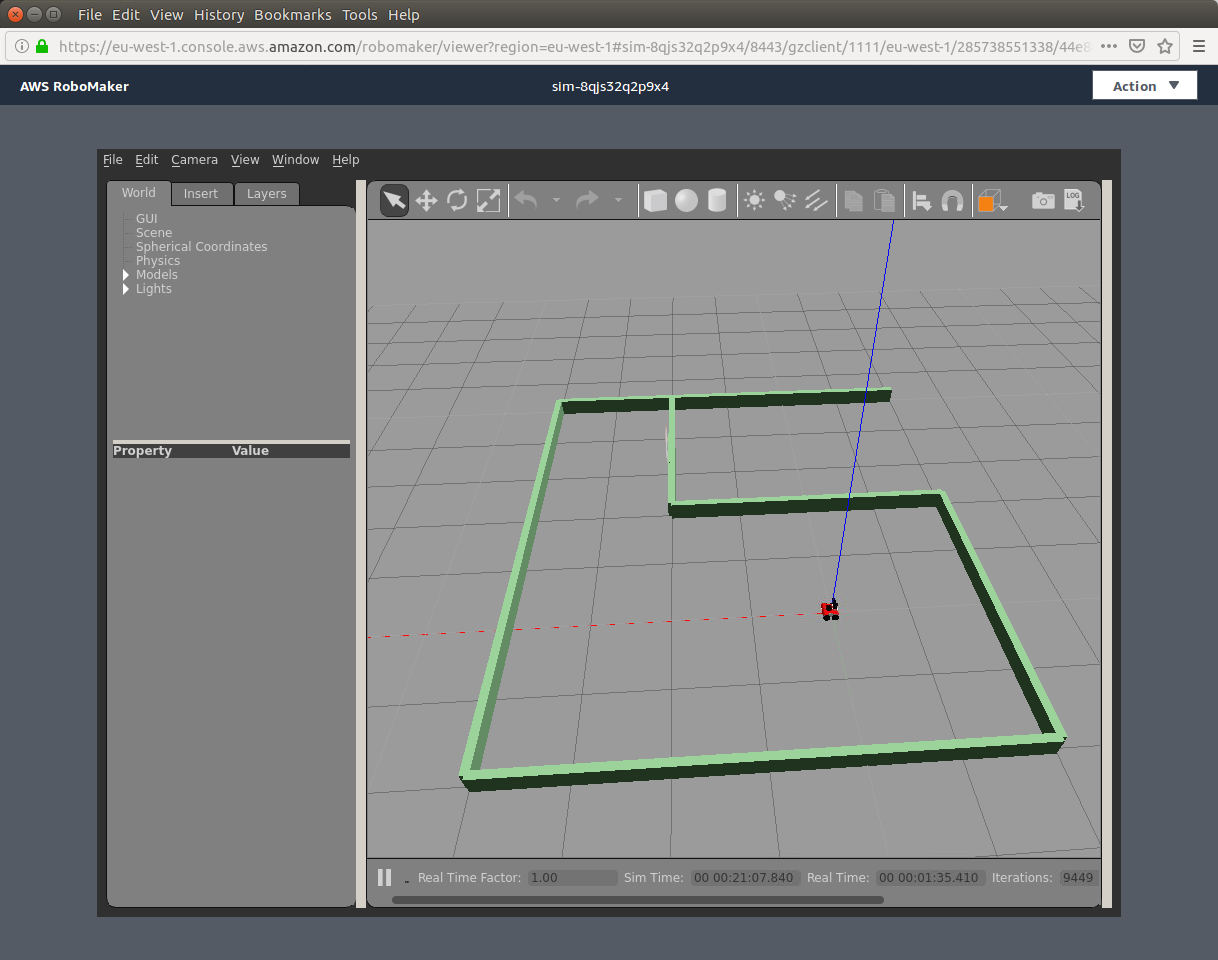 File Edit View History Bookmarks Tools Help
https://eu-west-1.console.aws.amazon.com/robomaker/viewer?region=eu-west-1#sim-8qjs32q2p9x4/8443/gzclient/1111/eu-west-1/285738551338/44e8
AWS RoboMaker sim-8qjs32q2p9x4 Action
File Edit Camera View Window Help
World Insert Layers
LOG
GUI
Scene
Spherical Coordinates
Physics
Models
Lights
Property Value
Real Time Factor: 1.00 Sim Time: 00 00:21:07.840 Real Time: 00 00:01:35.410 Iterations: 9449